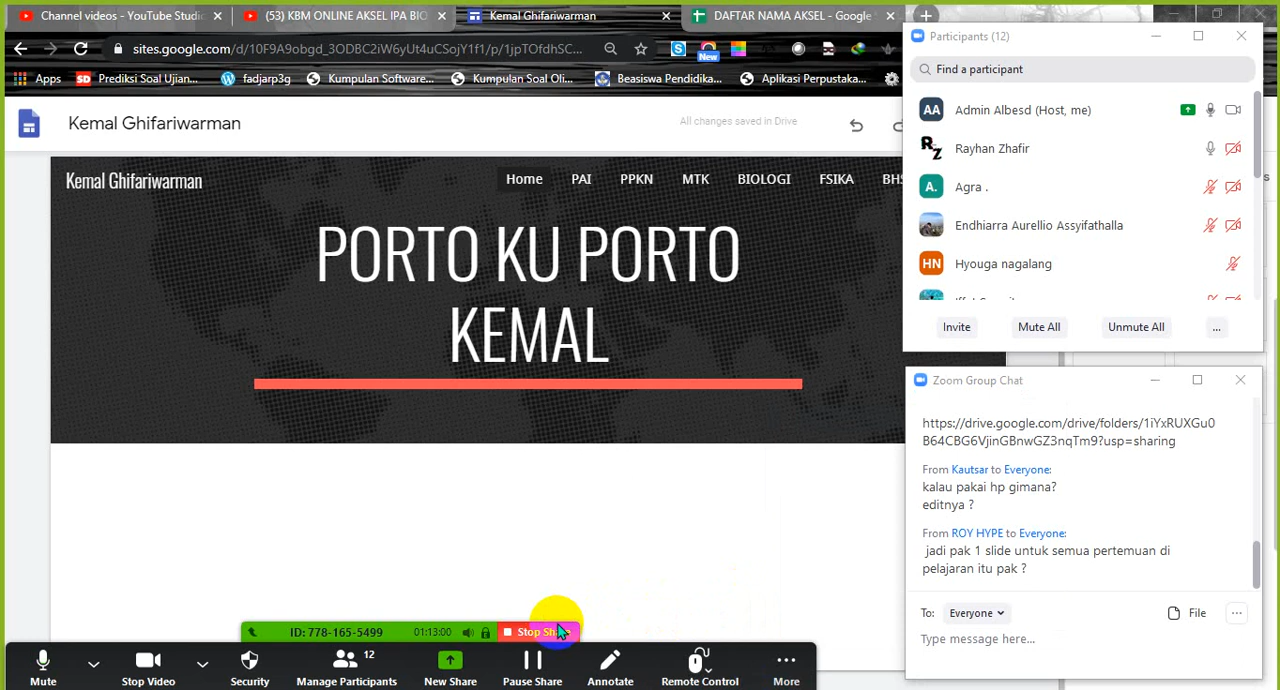 Channel videos - YouTube Studio
(53) KBM ONLINE AKSEL IPA BIO
Kemal Ghifariwarman
DAFTAR NAMA AKSEL - Google
sites.google.com/d/10F9A9obgd_3ODBC2iW6yUt4uCSojY1f1/p/1jpTOfdhSC...
New
Apps
Prediksi Soal Ujian...
fadjarp3g
Kumpulan Software...
Kumpulan Soal Oli...
Beasiswa Pendidika...
Aplikasi Perpustaka...
Kemal Ghifariwarman
All changes saved in Drive
Kemal Ghifariwarman
Home PAI PPKN MTK BIOLOGI FSIKA BHS
PORTO KU PORTO
KEMAL
Participants (12)
Find a participant
AA Admin Albesd (Host, me)
RZ Rayhan Zhafir
A. Agra .
Endhiarra Aurellio Assyifathalla
HN Hyouga nagalang
Invite Mute All Unmute All ...
Zoom Group Chat
https://drive.google.com/drive/folders/1iYxRUXGu0
B64CBG6VjinGBnwGZ3nqTm9?usp=sharing
From Kautsar to Everyone:
kalau pakai hp gimana?
editnya ?
From ROY HYPE to Everyone:
jadi pak 1 slide untuk semua pertemuan di
pelajaran itu pak ?
To: Everyone File
Type message here...
ID: 778-165-5499 01:13:00 Stop Share
12
Mute Stop Video Security Manage Participants New Share Pause Share Annotate Remote Control More